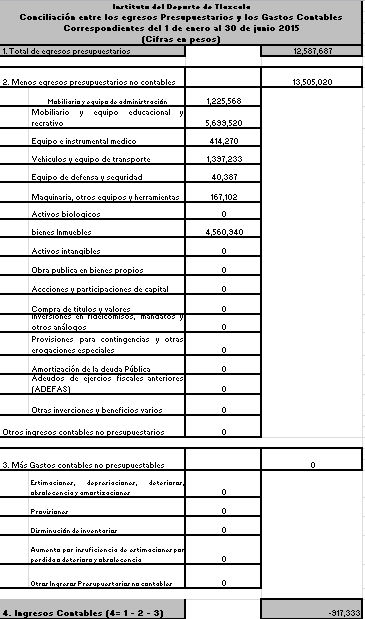 Instituto del Deporte de Tlaxcala
Conciliación entre los egresos Presupuestarios y los Gastos Contables
Correspondientes del 1 de enero al 30 de junio 2015
(Cifras en pesos)
1. Total de egresos presupuestarios 12,587,687
2. Menos egresos presupuestarios no contables 13,505,020
Mobiliario y equipo de administración 1,225,568
Mobiliario y equipo educacional y
recrativo 5,699,520
Equipo e instrumental medico 414,270
Vehiculos y equipo de transporte 1,397,233
Equipo de defensa y seguridad 40,387
Maquinaria, otros equipos y herramientas 167,102
Activos biologicos 0
bienes Inmuebles 4,560,940
Activos intangibles 0
Obra publica en bienes propios 0
Acciones y participaciones de capital 0
Compra de titulos y valores 0
Inversiones en fideicomisos, mandatos y
otros análogos 0
Provisiones para contingencias y otras
erogaciones especiales 0
Amortización de la deuda Pública 0
Adeudos de ejercios fiscales anteriores
(ADEFAS) 0
Otras inverciones y beneficios varios 0
Otros ingresos contables no presupuestarios 0
3. Más Gastos contables no presupuestables 0
Estimaciones, depreciaciones, deterioros,
obsolecencia y amortizaciones 0
Provisiones 0
Disminución de inventarios 0
Aumento por insuficiencia de estimaciones por
perdida o deterioro y obsolecencia 0
Otros Ingresos Presupuestarios no contables 0
4. Ingresos Contables (4= 1 - 2 - 3) -917,333